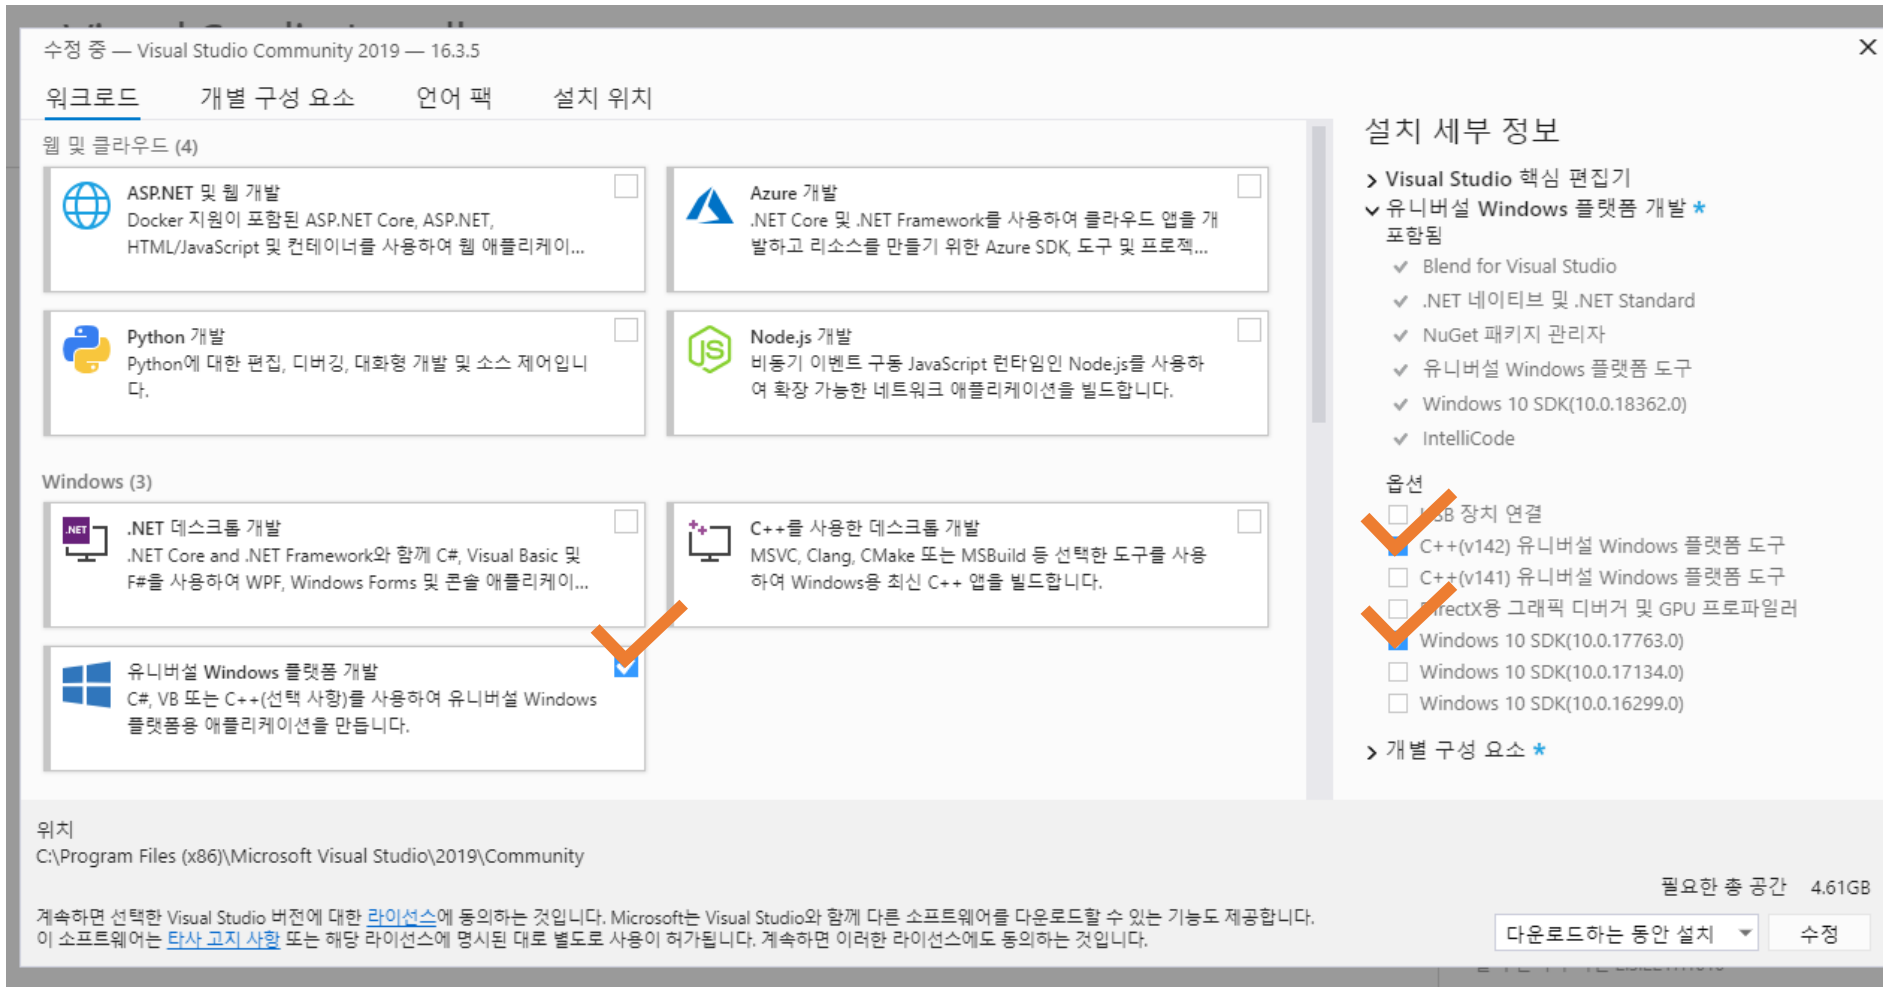 수정 중 — Visual Studio Community 2019 — 16.3.5
워크로드
개별 구성 요소
언어 팩
설치 위치
웹 및 클라우드 (4)
ASP.NET 및 웹 개발
Docker 지원이 포함된 ASP.NET Core, ASP.NET,
HTML/JavaScript 및 컨테이너를 사용하여 웹 애플리케이...
Azure 개발
.NET Core 및 .NET Framework를 사용하여 클라우드 앱을 개
발하고 리소스를 만들기 위한 Azure SDK, 도구 및 프로젝...
Python 개발
Python에 대한 편집, 디버깅, 대화형 개발 및 소스 제어입니
다.
JS
Node.js 개발
비동기 이벤트 구동 JavaScript 런타임인 Node.js를 사용하
여 확장 가능한 네트워크 애플리케이션을 빌드합니다.
Windows (3)
.NET
.NET 데스크톱 개발
.NET Core and .NET Framework와 함께 C#, Visual Basic 및
F#을 사용하여 WPF, Windows Forms 및 콘솔 애플리케이...
C++를 사용한 데스크톱 개발
MSVC, Clang, CMake 또는 MSBuild 등 선택한 도구를 사용
하여 Windows용 최신 C++ 앱을 빌드합니다.
유니버설 Windows 플랫폼 개발
C#, VB 또는 C++(선택 사항)를 사용하여 유니버설 Windows
플랫폼용 애플리케이션을 만듭니다.
설치 세부 정보
Visual Studio 핵심 편집기
유니버설 Windows 플랫폼 개발 *
포함됨
Blend for Visual Studio
.NET 네이티브 및 .NET Standard
NuGet 패키지 관리자
유니버설 Windows 플랫폼 도구
Windows 10 SDK(10.0.18362.0)
IntelliCode
옵션
USB 장치 연결
C++(v142) 유니버설 Windows 플랫폼 도구
C++(v141) 유니버설 Windows 플랫폼 도구
DirectX용 그래픽 디버거 및 GPU 프로파일러
Windows 10 SDK(10.0.17763.0)
Windows 10 SDK(10.0.17134.0)
Windows 10 SDK(10.0.16299.0)
개별 구성 요소 *
위치
C:\Program Files (x86)\Microsoft Visual Studio\2019\Community
필요한 총 공간 4.61GB
계속하면 선택한 Visual Studio 버전에 대한 라이선스에 동의하는 것입니다. Microsoft는 Visual Studio와 함께 다른 소프트웨어를 다운로드할 수 있는 기능도 제공합니다.
이 소프트웨어는 타사 고지 사항 또는 해당 라이선스에 명시된 대로 별도로 사용이 허가됩니다. 계속하면 이러한 라이선스에도 동의하는 것입니다.
다운로드하는 동안 설치
수정